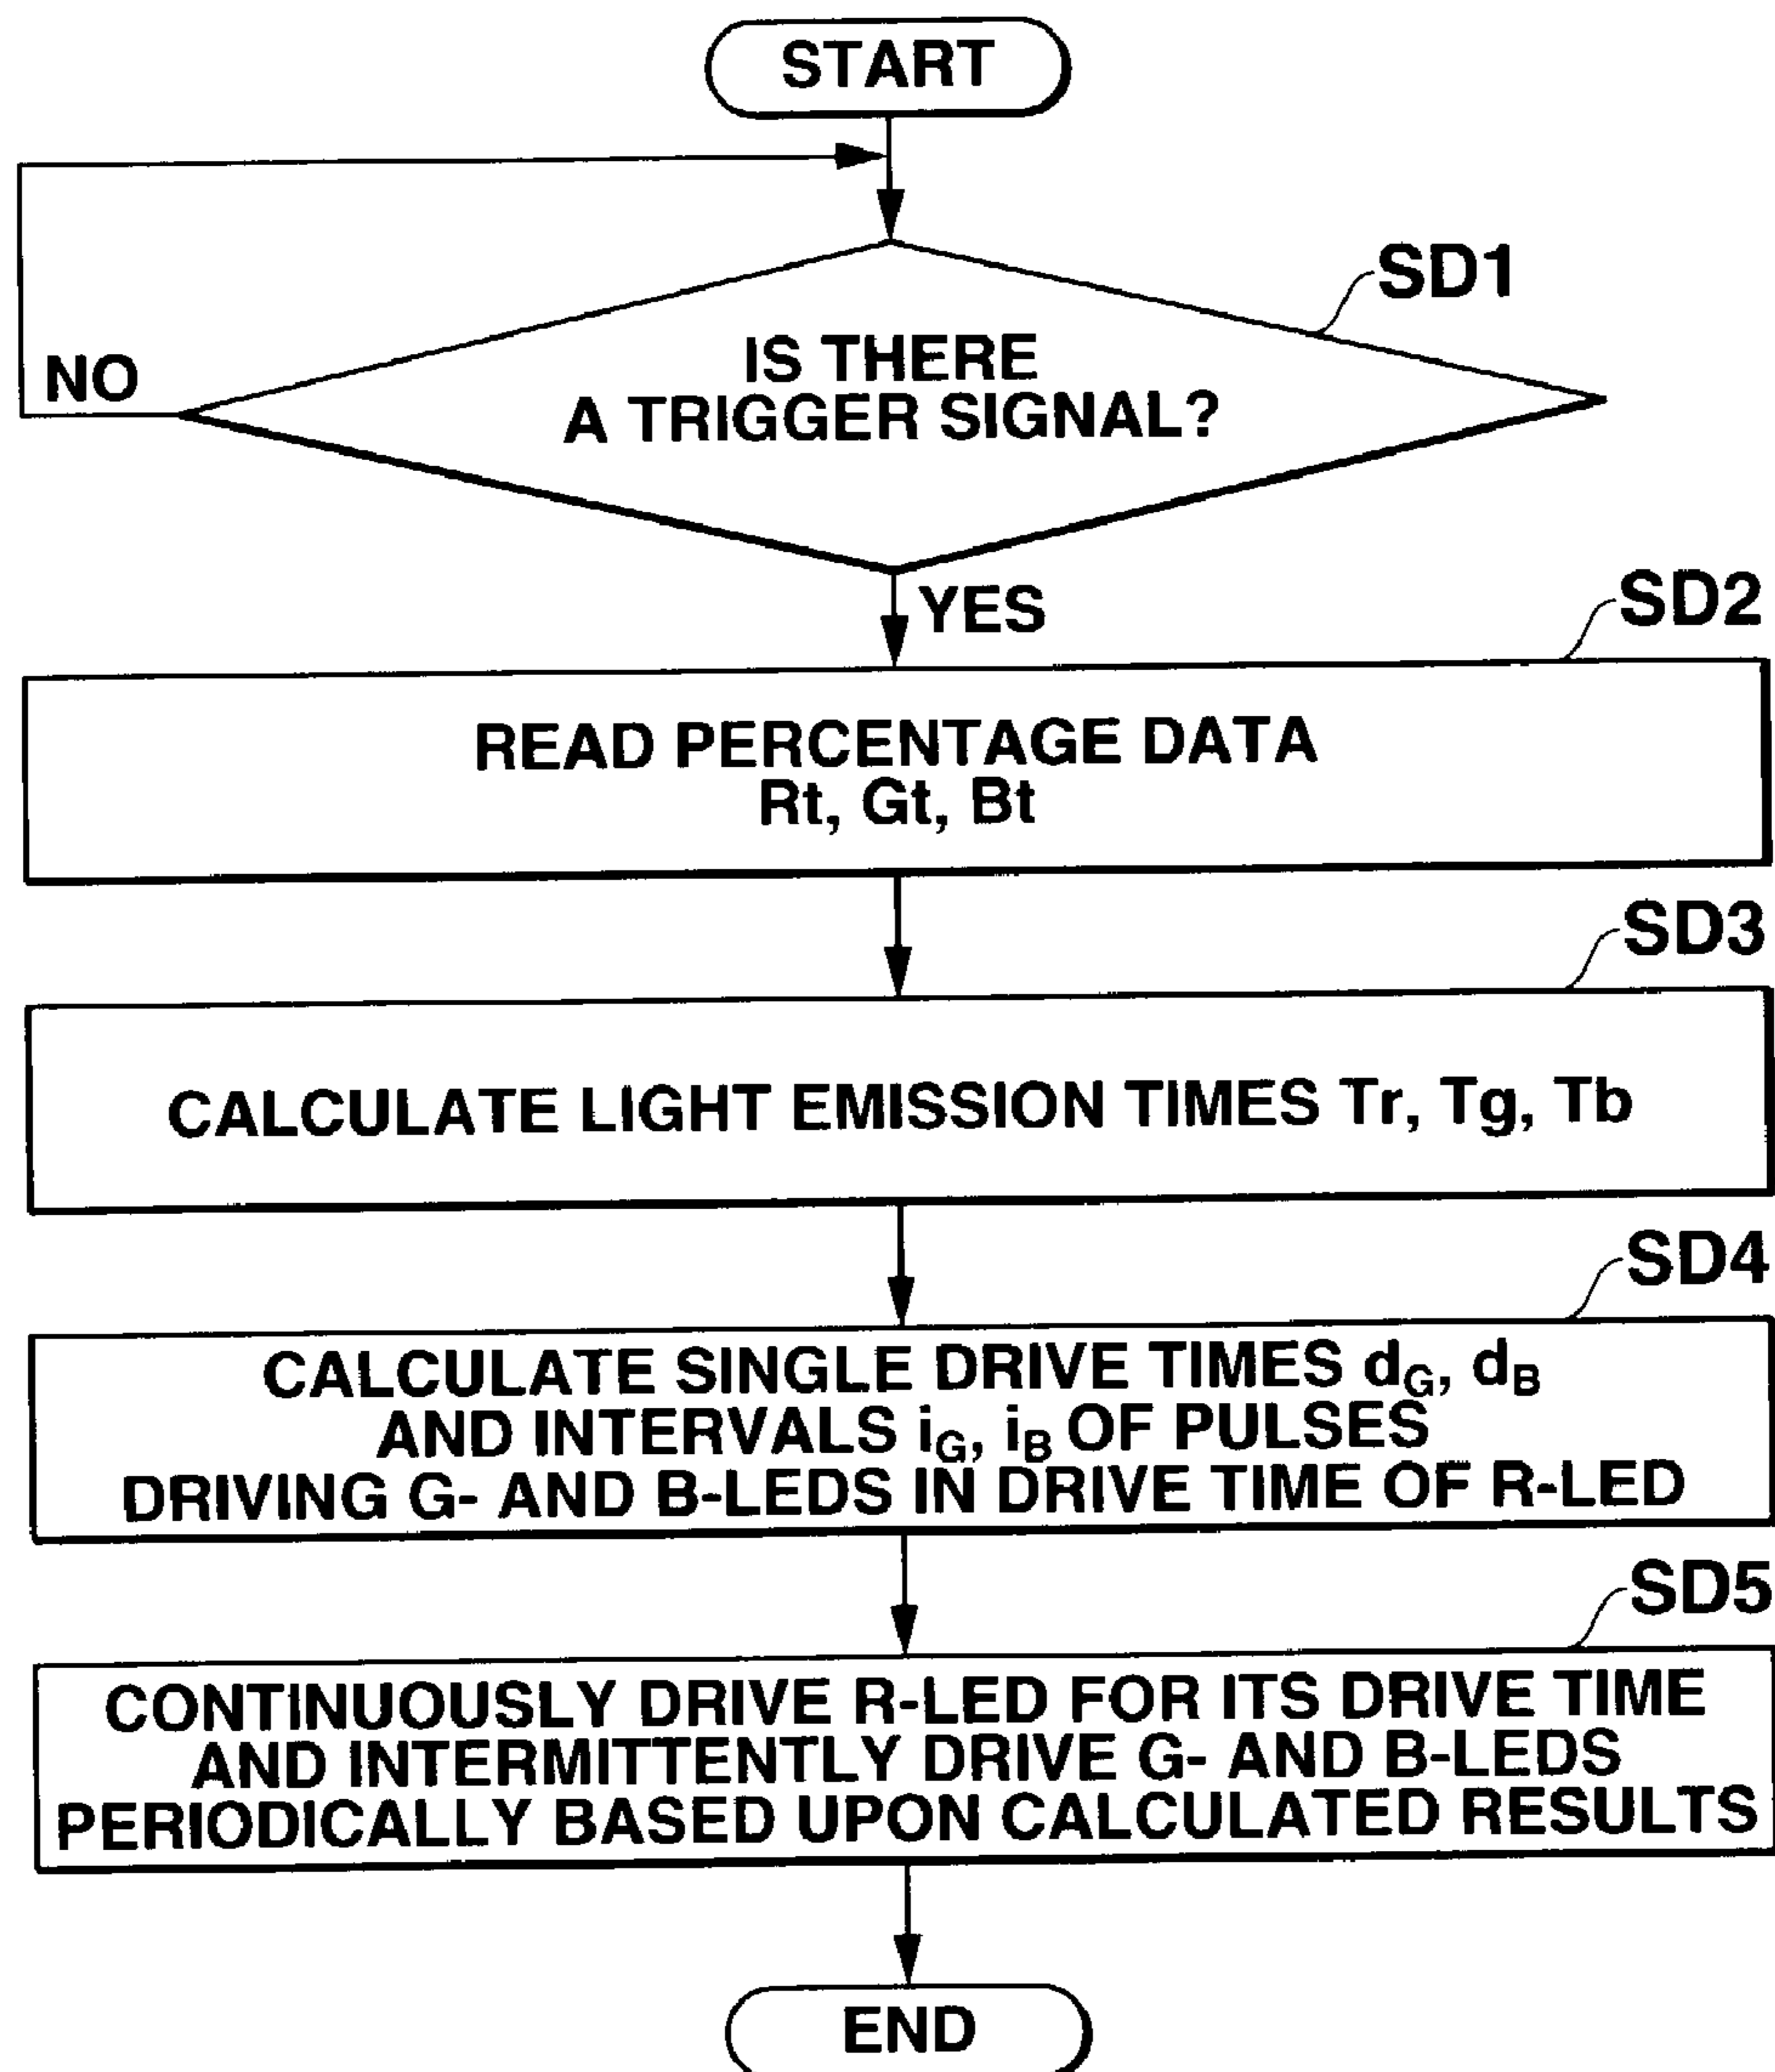 START
SD1
IS THERE
A TRIGGER SIGNAL?
NO
YES
SD2
READ PERCENTAGE DATA
Rt, Gt, Bt
SD3
CALCULATE LIGHT EMISSION TIMES Tr, Tg, Tb
SD4
CALCULATE SINGLE DRIVE TIMES dG, dB
AND INTERVALS iG, iB OF PULSES
DRIVING G- AND B-LEDS IN DRIVE TIME OF R-LED
SD5
CONTINUOUSLY DRIVE R-LED FOR ITS DRIVE TIME
AND INTERMITTENTLY DRIVE G- AND B-LEDS
PERIODICALLY BASED UPON CALCULATED RESULTS
END